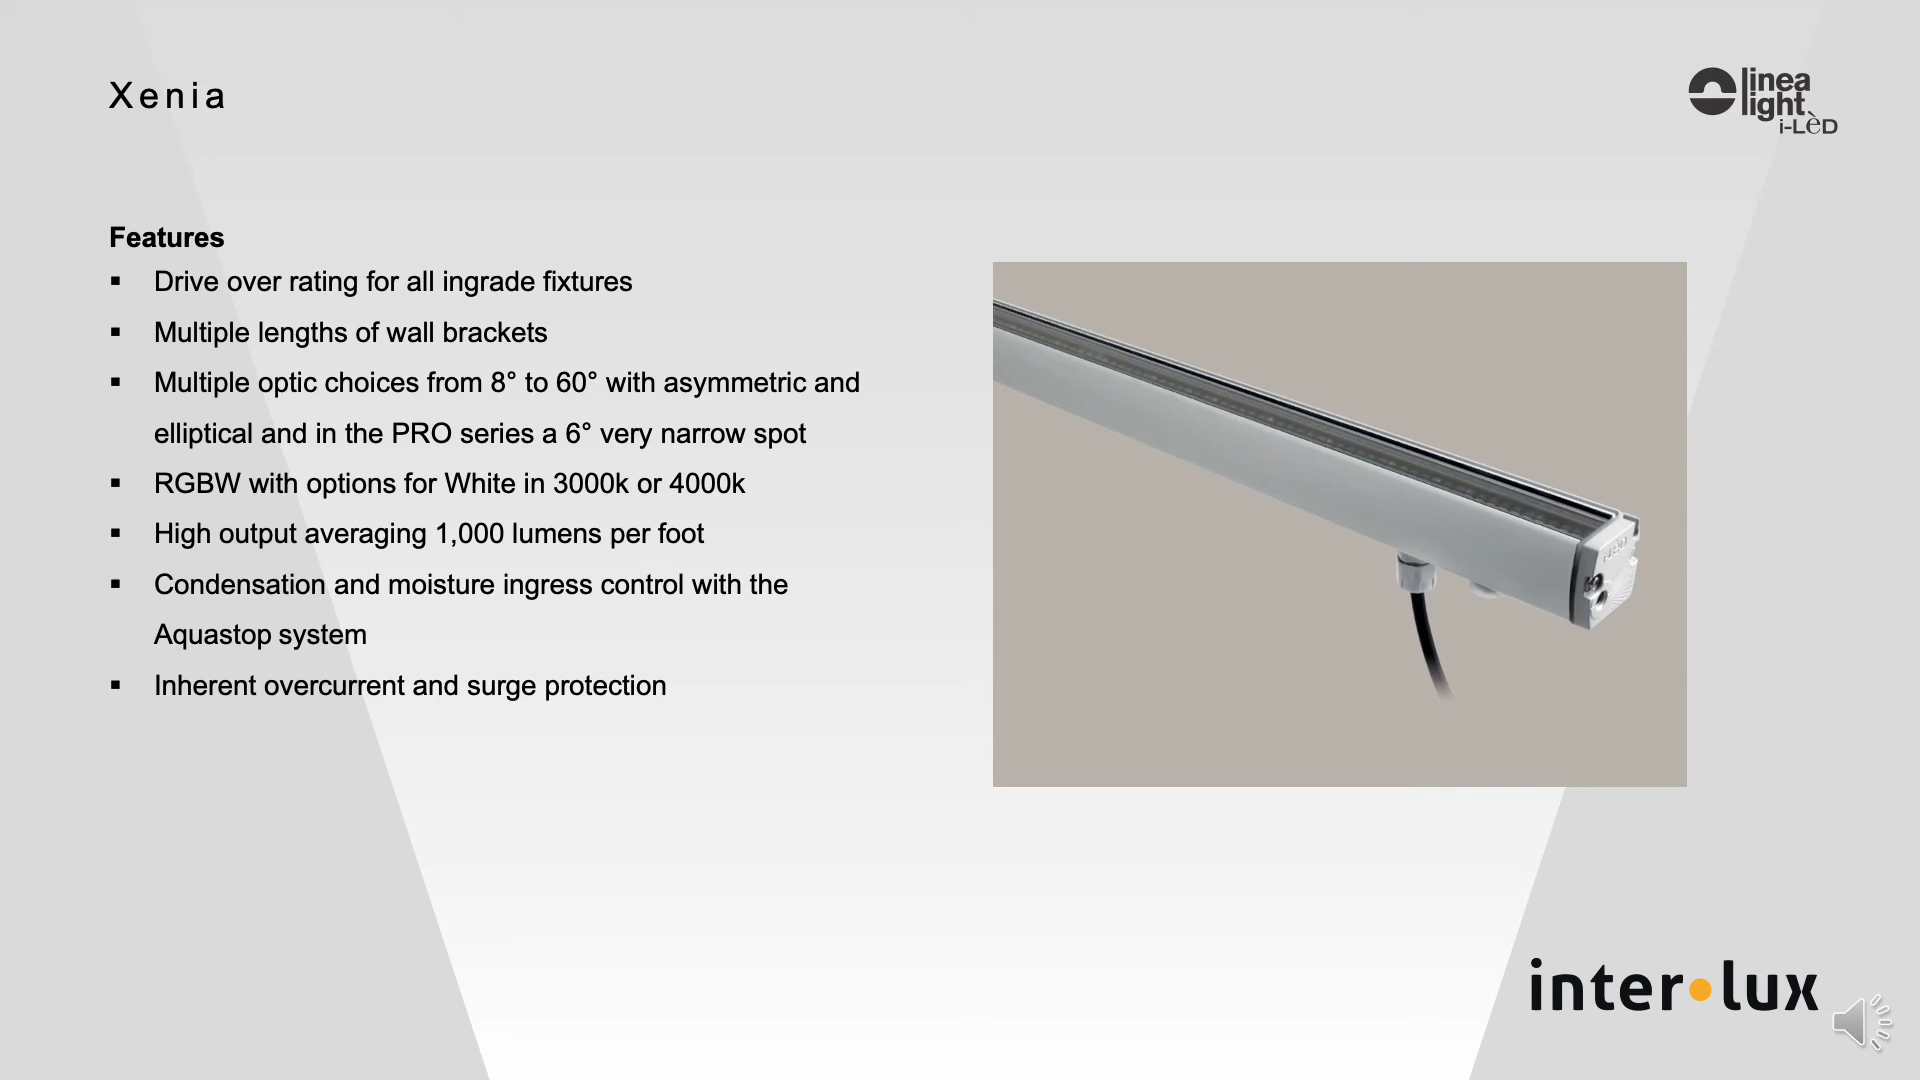 Xenia
linea
light
i-LèD
Features
▪ Drive over rating for all ingrade fixtures
▪ Multiple lengths of wall brackets
▪ Multiple optic choices from 8° to 60° with asymmetric and
elliptical and in the PRO series a 6° very narrow spot
▪ RGBW with options for White in 3000k or 4000k
▪ High output averaging 1,000 lumens per foot
▪ Condensation and moisture ingress control with the
Aquastop system
▪ Inherent overcurrent and surge protection
inter•lux